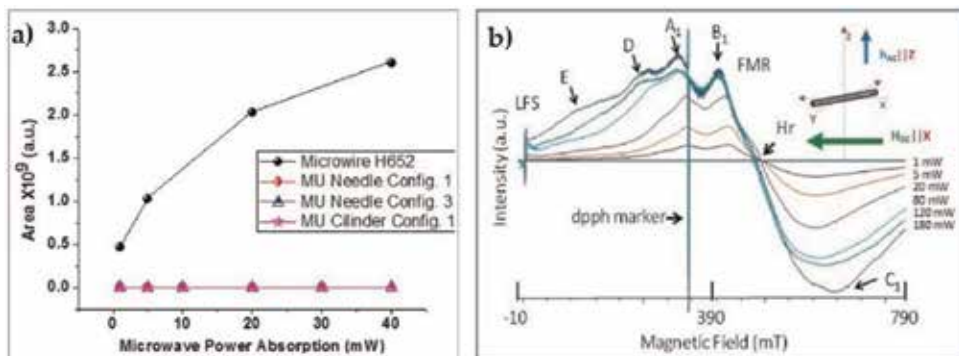 a)
3.0
2.5
2.0
1.5
1.0
0.5
0.0
Area X10⁹ (a.u.)
Microwire H652
MU Needle Config. 1
MU Needle Config. 3
MU Cilinder Config. 1
0 10 20 30 40
Microwave Power Absorption (mW)
b)
Intensity (a. u.)
LFS
E
D
A₁
B₁
FMR
Hr
dpph marker
Z
X
Y
1 mW
5 mW
20 mW
80 mW
120 mW
180 mW
-10 390 790
Magnetic Field (mT)